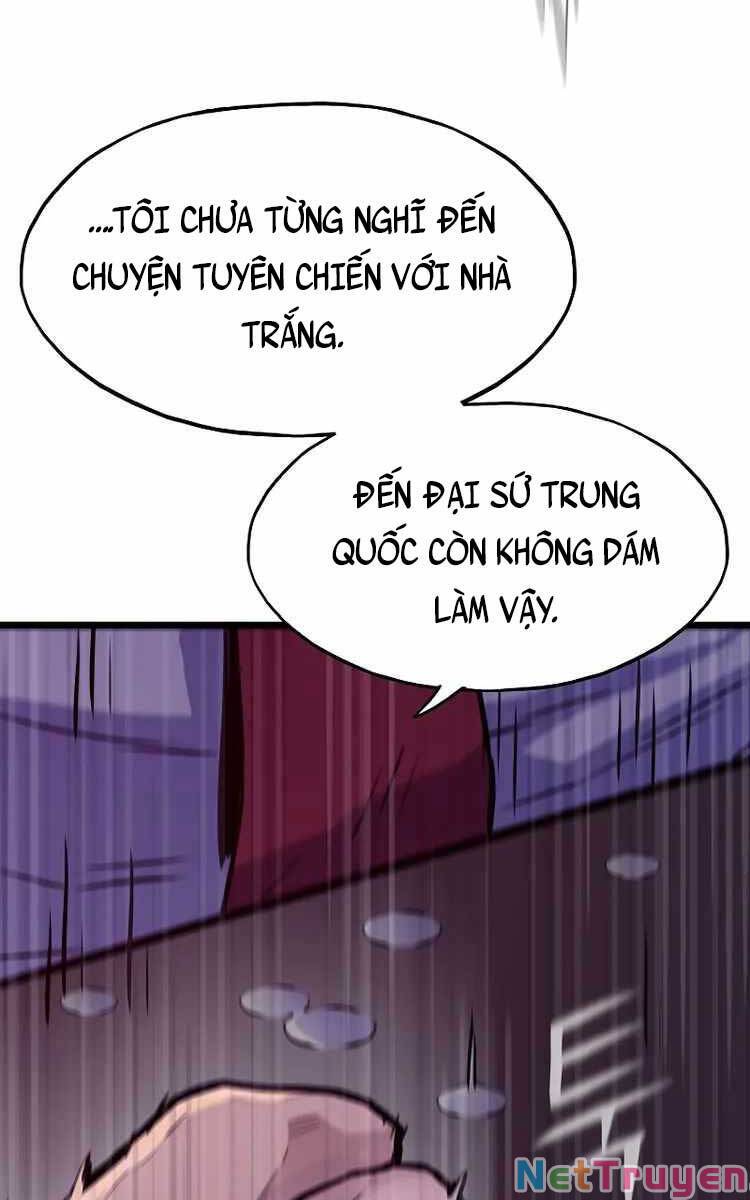 ....TÔI CHƯA TỪNG NGHĨ ĐẾN
CHUYỆN TUYÊN CHIẾN VỚI NHÀ
TRẮNG.
ĐẾN ĐẠI SỨ TRUNG
QUỐC CÒN KHÔNG DÁM
LÀM VẬY.
NetTruyen